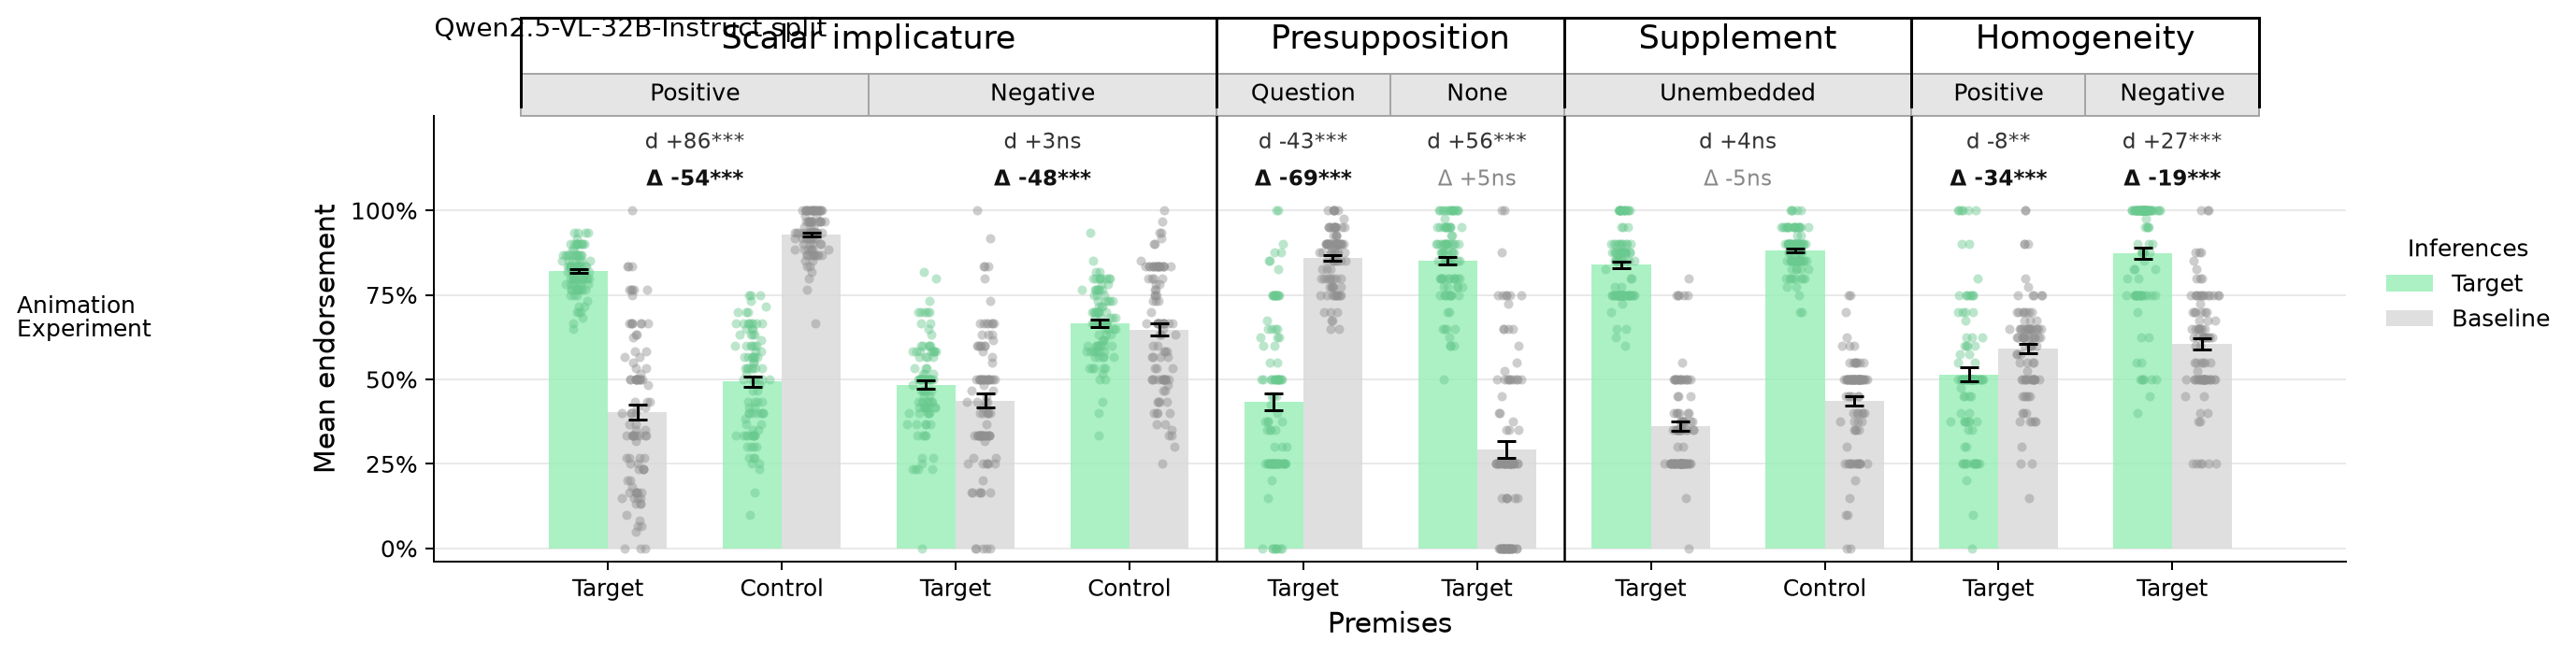 Qwen2.5-VL-32B-Instruct split
Scalar implicature Presupposition Supplement Homogeneity
Positive Negative Question None Unembedded Positive Negative
d +86*** d +3ns d -43*** d +56*** d +4ns d -8** d +27***
Δ -54*** Δ -48*** Δ -69*** Δ +5ns Δ -5ns Δ -34*** Δ -19***
Animation
Experiment
Mean endorsement
100%
75%
50%
25%
0%
Target Control Target Control Target Target Target Control Target Target
Premises
Inferences
Target
Baseline